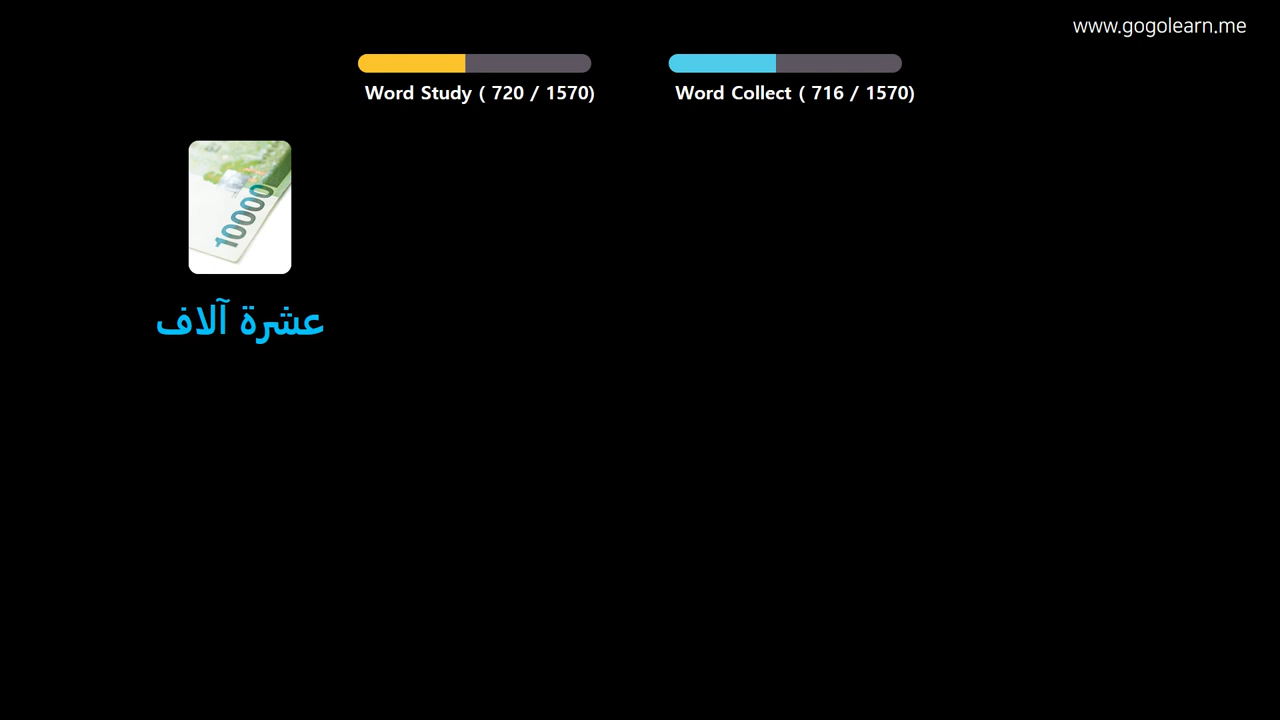 www.gogolearn.me
Word Study ( 720 / 1570)
Word Collect ( 716 / 1570)
10000
عشرة آلاف